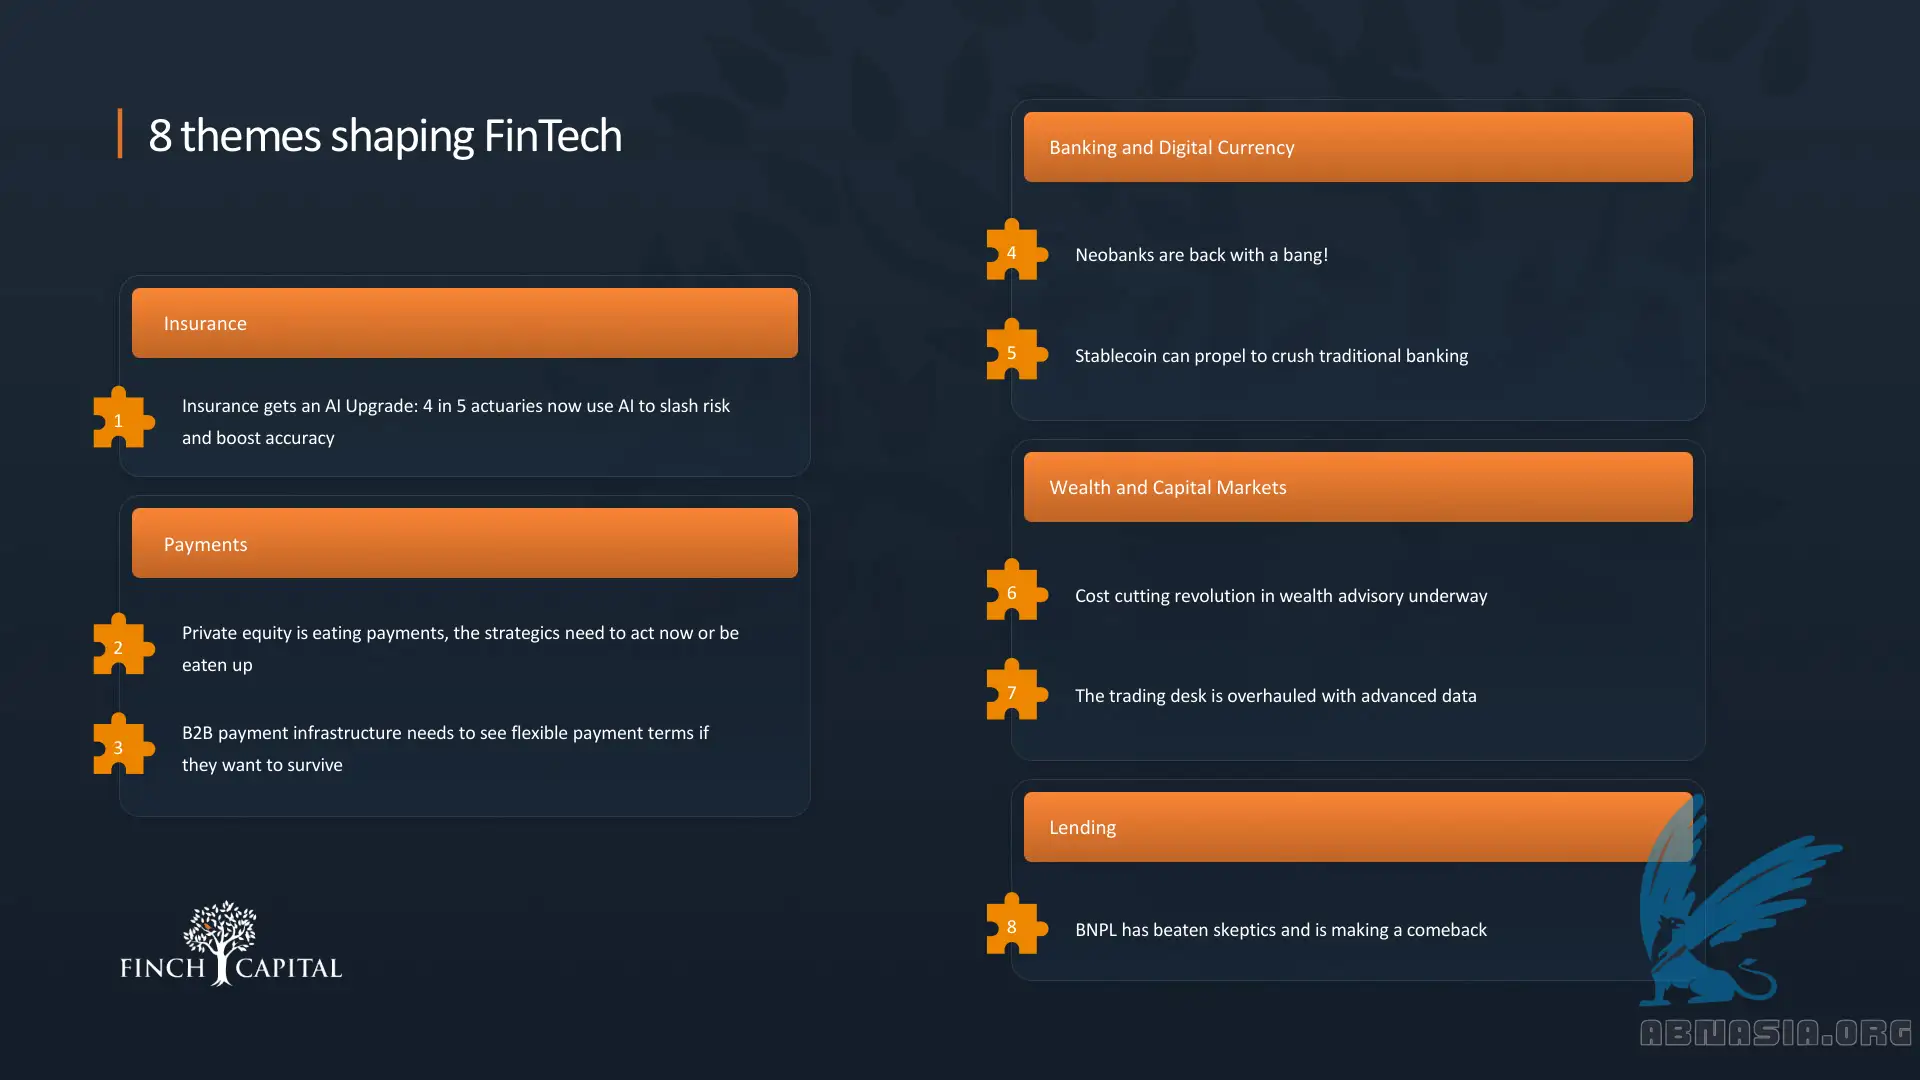 8 themes shaping FinTech
Insurance
1
Insurance gets an AI Upgrade: 4 in 5 actuaries now use AI to slash risk
and boost accuracy
Payments
2
Private equity is eating payments, the strategics need to act now or be
eaten up
3
B2B payment infrastructure needs to see flexible payment terms if
they want to survive
FINCH CAPITAL
Banking and Digital Currency
4
Neobanks are back with a bang!
5
Stablecoin can propel to crush traditional banking
Wealth and Capital Markets
6
Cost cutting revolution in wealth advisory underway
7
The trading desk is overhauled with advanced data
Lending
8
BNPL has beaten skeptics and is making a comeback
ABNASIA.ORG